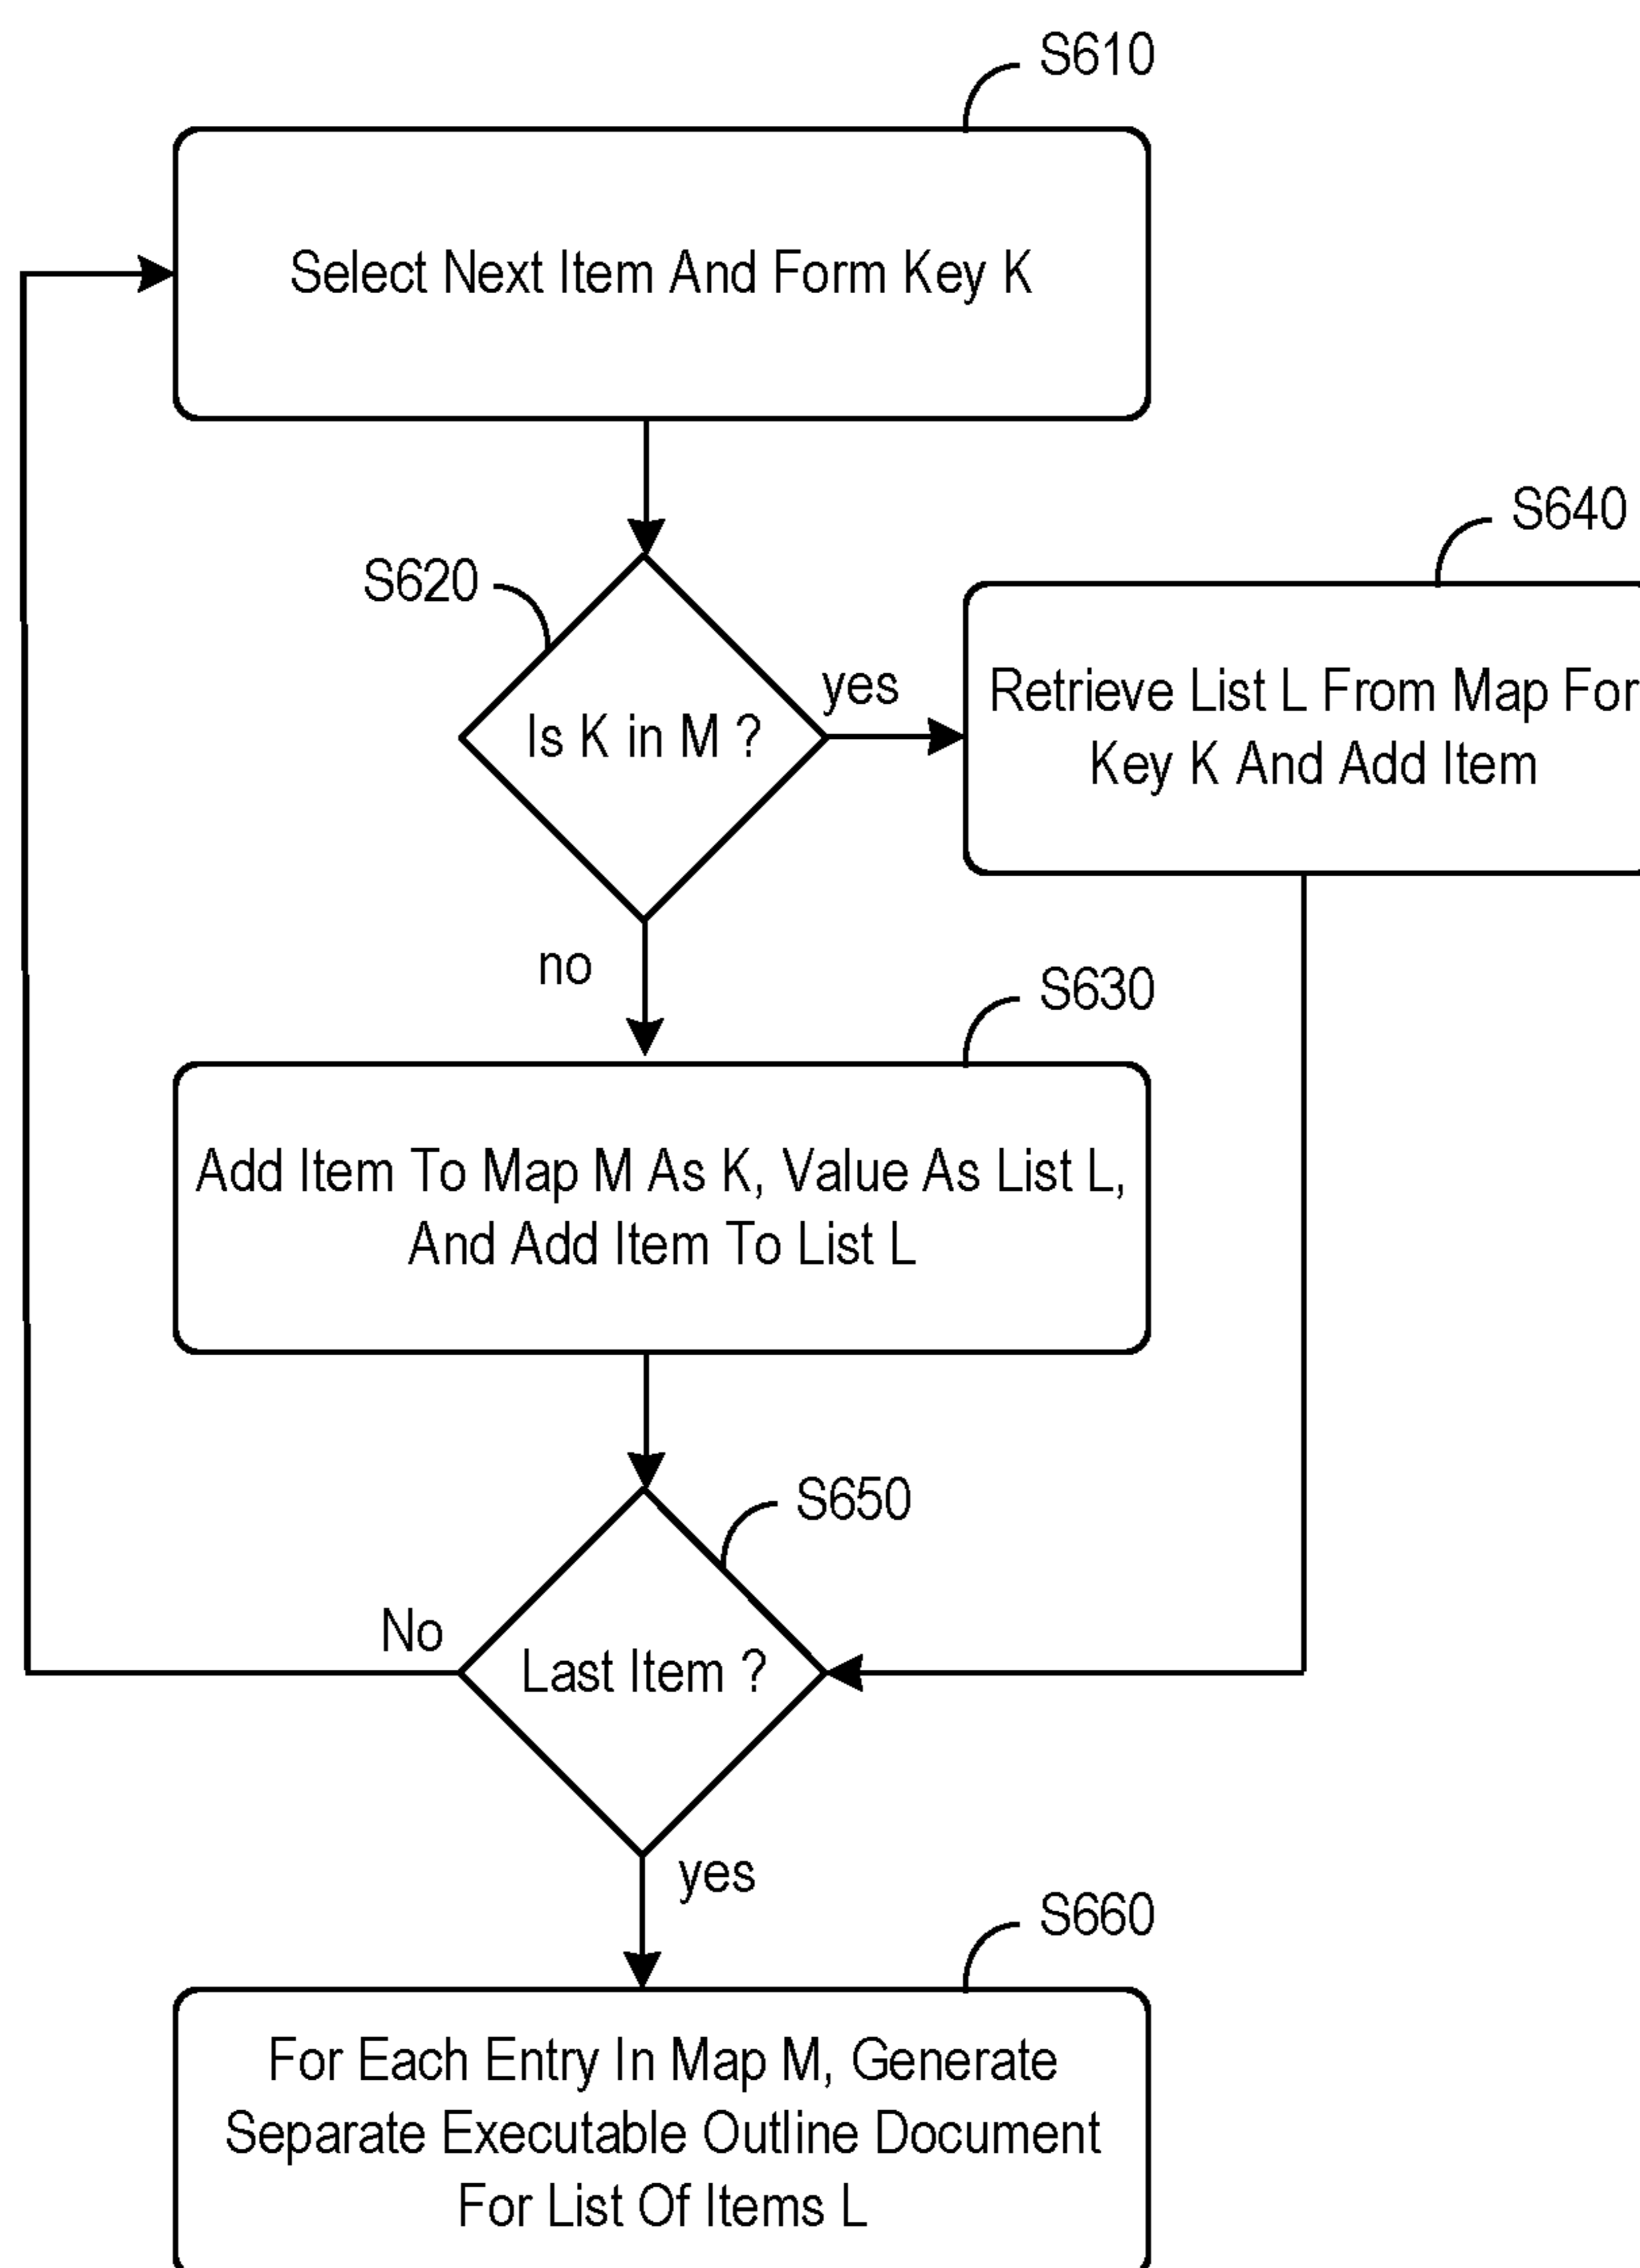 S610
Select Next Item And Form Key K
S640
S620
yes
Is K in M ?
Retrieve List L From Map For
Key K And Add Item
no
S630
Add Item To Map M As K, Value As List L,
And Add Item To List L
S650
No
Last Item ?
yes
S660
For Each Entry In Map M, Generate
Separate Executable Outline Document
For List Of Items L